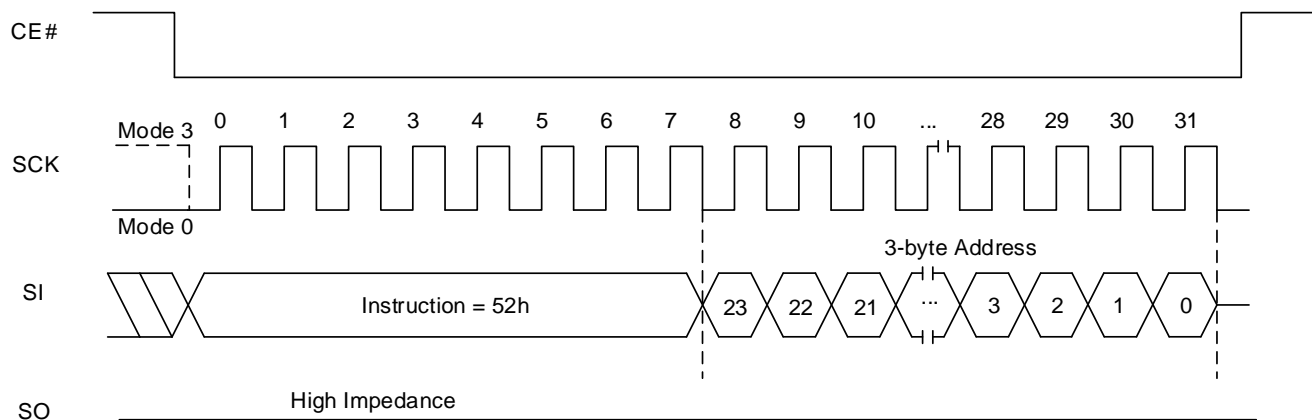 CE#
0 1 2 3 4 5 6 7 8 9 10 ... 28 29 30 31
Mode 3
SCK
Mode 0
3-byte Address
SI
Instruction = 52h
23 22 21 ... 3 2 1 0
High Impedance
SO